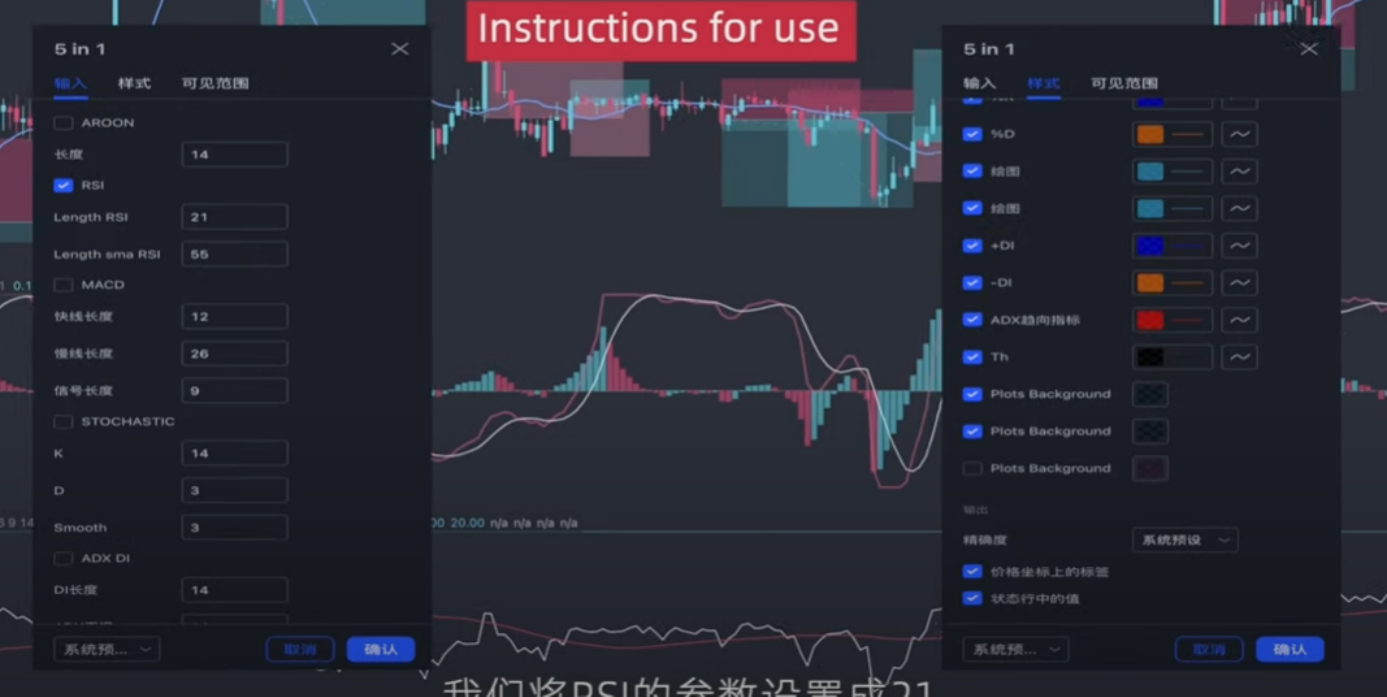 Instructions for use
5 in 1
输入 样式 可见范围
AROON
长度 14
RSI
Length RSI 21
Length sma RSI 55
MACD
快线长度 12
慢线长度 26
信号长度 9
STOCHASTIC
K 14
D 3
Smooth 3
ADX DI
DI长度 14
系统预... 取消 确认
1 0.1
6 9 14
00 20.00 n/a n/a n/a n/a
5 in 1
输入 样式 可见范围
%D
绘图
绘图
+DI
-DI
ADX趋向指标
Th
Plots Background
Plots Background
Plots Background
输出
精确度 系统预设
价格坐标上的标签
状态行中的值
系统预... 取消 确认
我们将RSI的参数设置成21